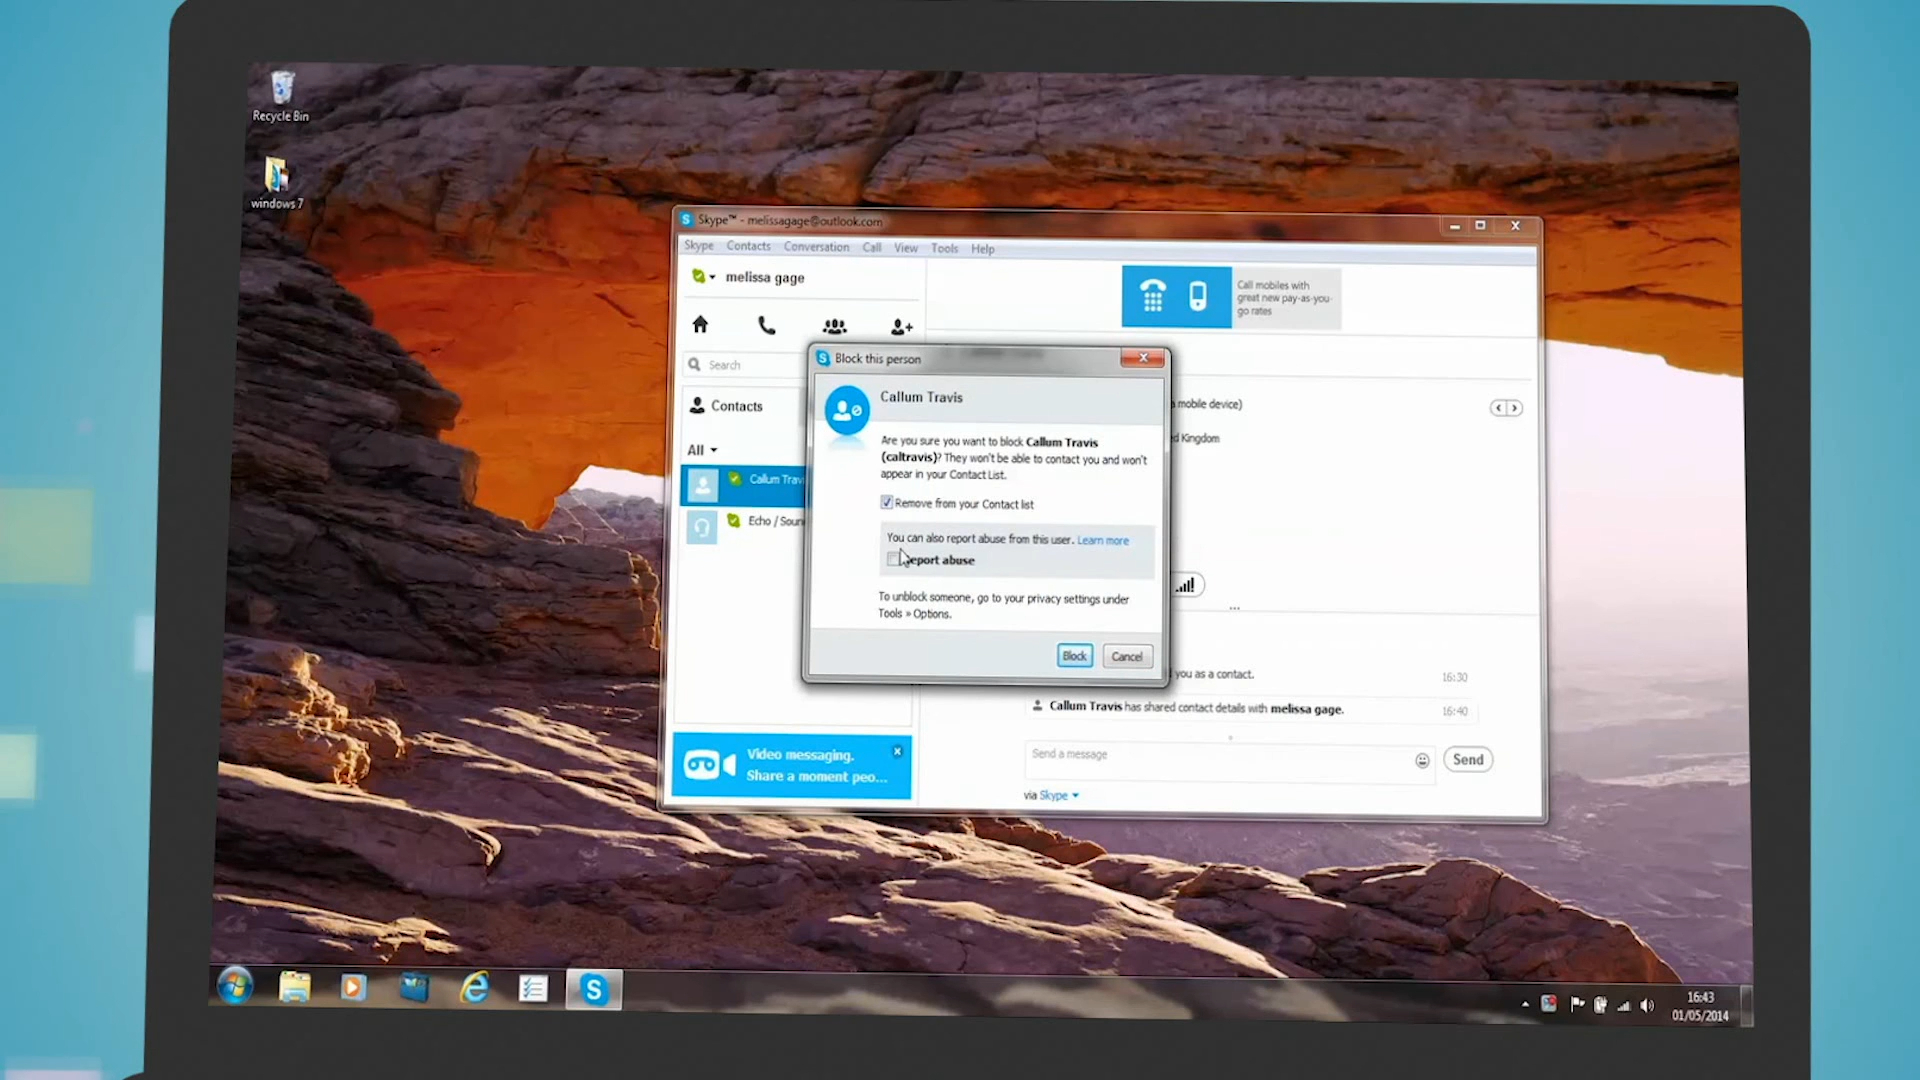 Recycle Bin
windows 7
Skype™ - melissagage@outlook.com
Skype Contacts Conversation Call View Tools Help
melissa gage
Call mobiles with
great new pay-as-you-
go rates
Search
Contacts
All
Callum Trav
Echo / Soun
Block this person
Callum Travis
Are you sure you want to block Callum Travis
(caltravis)? They won't be able to contact you and won't
appear in your Contact List.
Remove from your Contact list
You can also report abuse from this user. Learn more
eport abuse
To unblock someone, go to your privacy settings under
Tools » Options.
Block Cancel
mobile device)
d Kingdom
you as a contact. 16:30
Callum Travis has shared contact details with melissa gage. 16:40
Send a message
Send
via Skype
Video messaging.
Share a moment peo...
16:43
01/05/2014